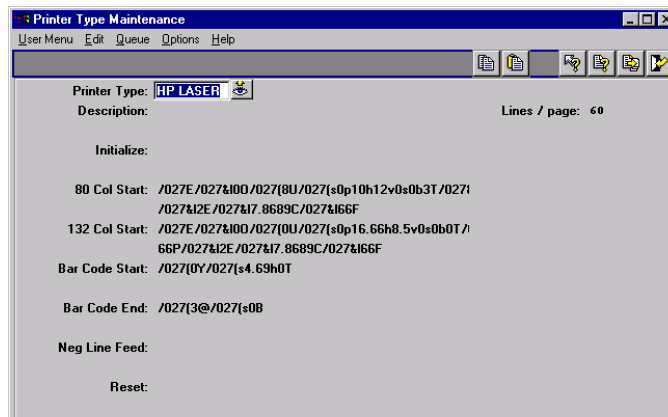 Printer Type Maintenance
User Menu Edit Queue Options Help
Printer Type: HP LASER
Description: Lines / page: 60
Initialize:
80 Col Start: /027E/027&l0O/027(8U/027(s0p10h12v0s0b3T/027&
/027&l2E/027&l7.8689C/027&l66F
132 Col Start: /027E/027&l0O/027(0U/027(s0p16.66h8.5v0s0b0T/
66P/027&l2E/027&l7.8689C/027&l66F
Bar Code Start: /027(0Y/027(s4.69h0T
Bar Code End: /027(3@/027(s0B
Neg Line Feed:
Reset: